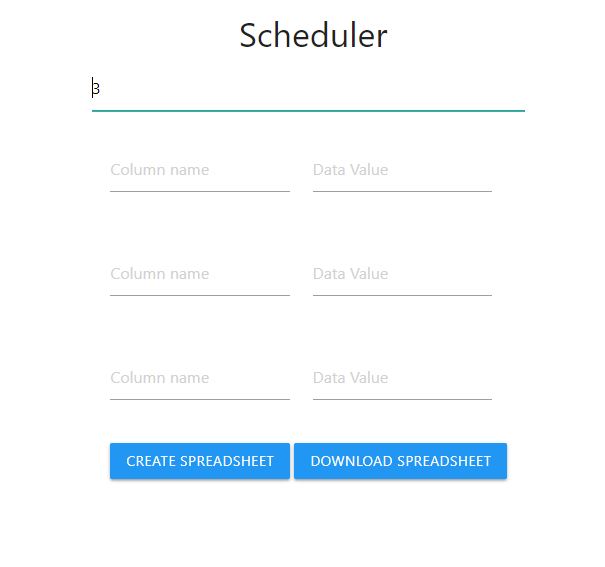 Scheduler
3
Column name Data Value
Column name Data Value
Column name Data Value
CREATE SPREADSHEET DOWNLOAD SPREADSHEET